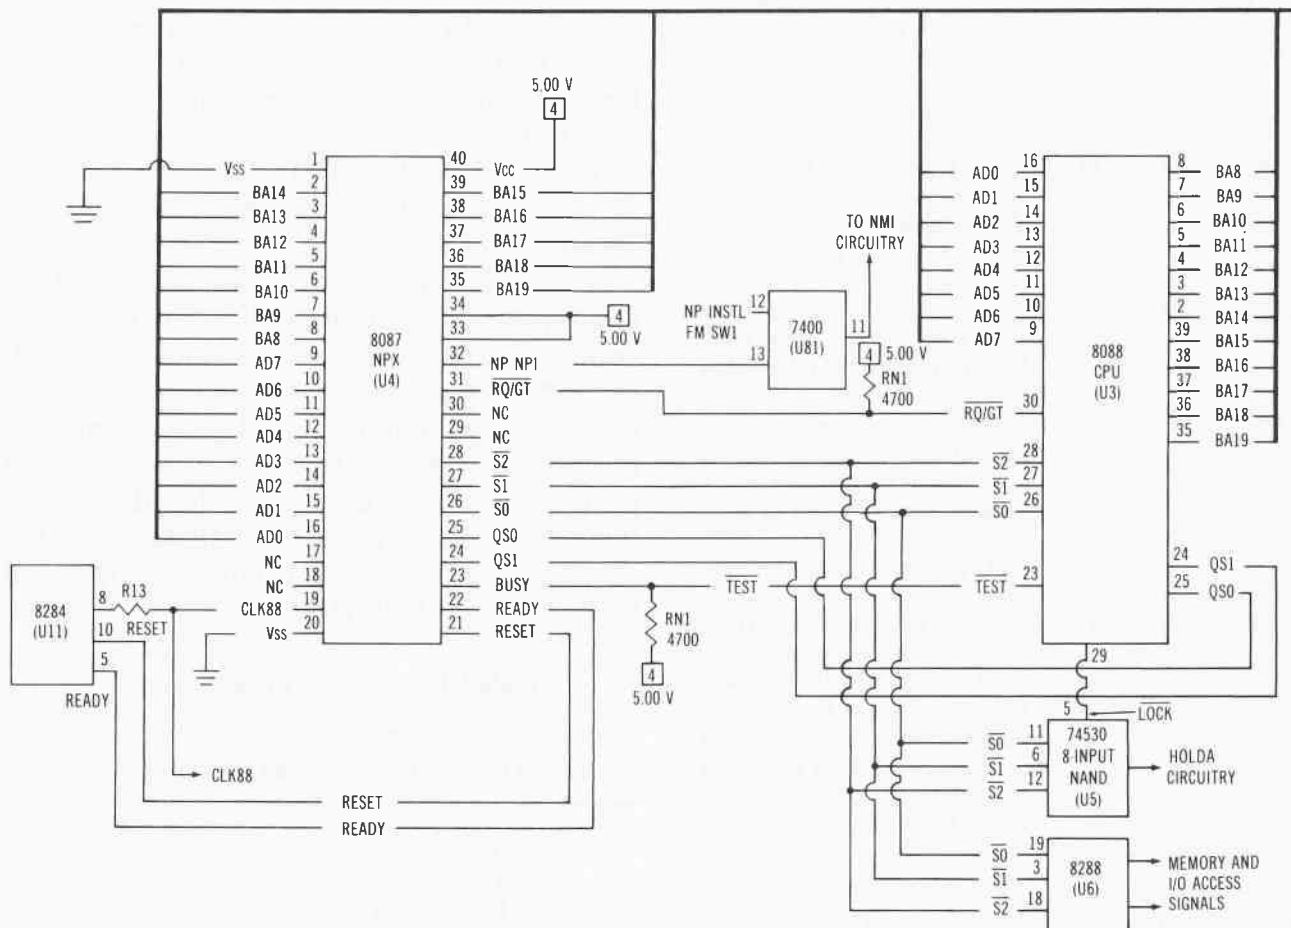 5.00 V
4
Vss 1
BA14 2
BA13 3
BA12 4
BA11 5
BA10 6
BA9 7
BA8 8
AD7 9
AD6 10
AD5 11
AD4 12
AD3 13
AD2 14
AD1 15
AD0 16
NC 17
NC 18
CLK88 19
Vss 20
8087
NPX
(U4)
40 Vcc
39 BA15
38 BA16
37 BA17
36 BA18
35 BA19
34
33
4
5.00 V
32 NP NP1
31 RQ/GT
30 NC
29 NC
28 S2
27 S1
26 S0
25 QS0
24 QS1
23 BUSY
22 READY
21 RESET
8284
(U11)
8 R13
10 RESET
5
READY
CLK88
RESET
READY
TO NMI
CIRCUITRY
NP INSTL
FM SW1
12
13
7400
(U81)
11
4 5.00 V
RN1
4700
RN1
4700
4
5.00 V
TEST
AD0 16
AD1 15
AD2 14
AD3 13
AD4 12
AD5 11
AD6 10
AD7 9
RQ/GT 30
S2 28
S1 27
S0 26
TEST 23
8088
CPU
(U3)
8 BA8
7 BA9
6 BA10
5 BA11
4 BA12
3 BA13
2 BA14
39 BA15
38 BA16
37 BA17
36 BA18
35 BA19
24 QS1
25 QS0
29
5 LOCK
S0 11
S1 6
S2 12
74530
8-INPUT
NAND
(U5)
HOLDA
CIRCUITRY
S0 19
S1 3
S2 18
8288
(U6)
MEMORY AND
I/O ACCESS
SIGNALS